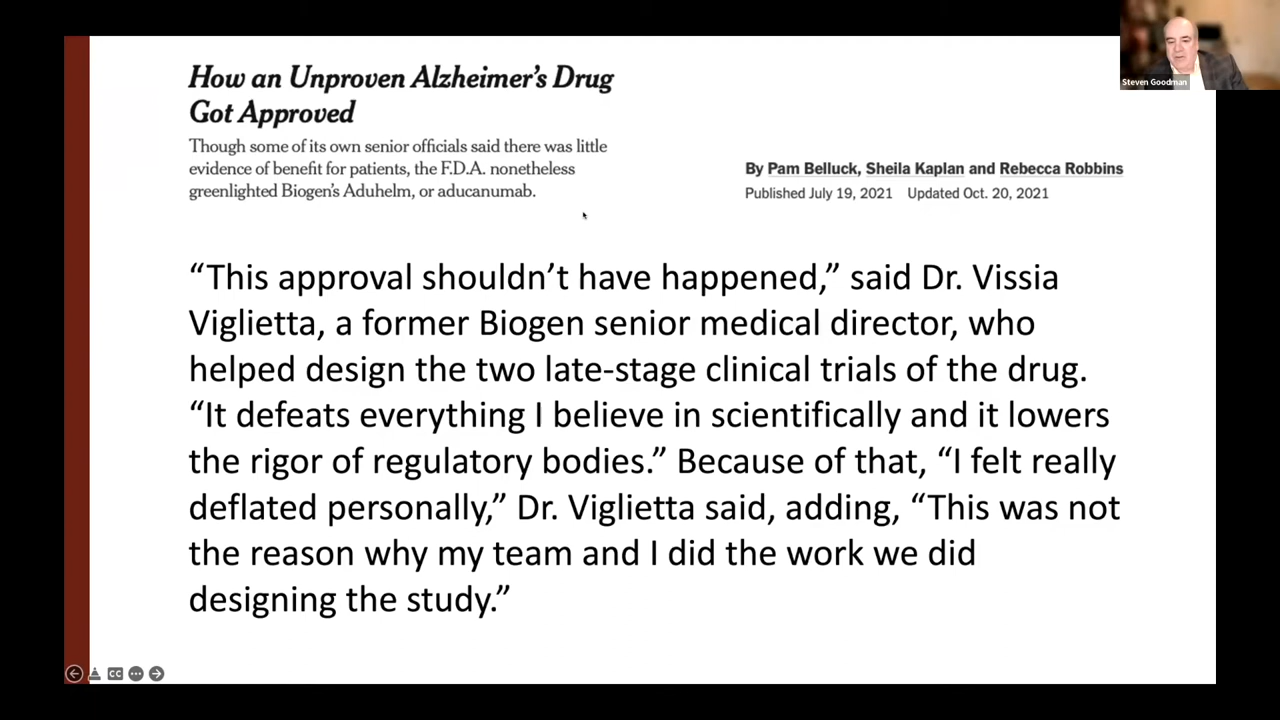 Steven Goodman
How an Unproven Alzheimer's Drug
Got Approved
Though some of its own senior officials said there was little
evidence of benefit for patients, the F.D.A. nonetheless
greenlighted Biogen's Aduhelm, or aducanumab.
By Pam Belluck, Sheila Kaplan and Rebecca Robbins
Published July 19, 2021 Updated Oct. 20, 2021
“This approval shouldn’t have happened,” said Dr. Vissia
Viglietta, a former Biogen senior medical director, who
helped design the two late-stage clinical trials of the drug.
“It defeats everything I believe in scientifically and it lowers
the rigor of regulatory bodies.” Because of that, “I felt really
deflated personally,” Dr. Viglietta said, adding, “This was not
the reason why my team and I did the work we did
designing the study.”
CC